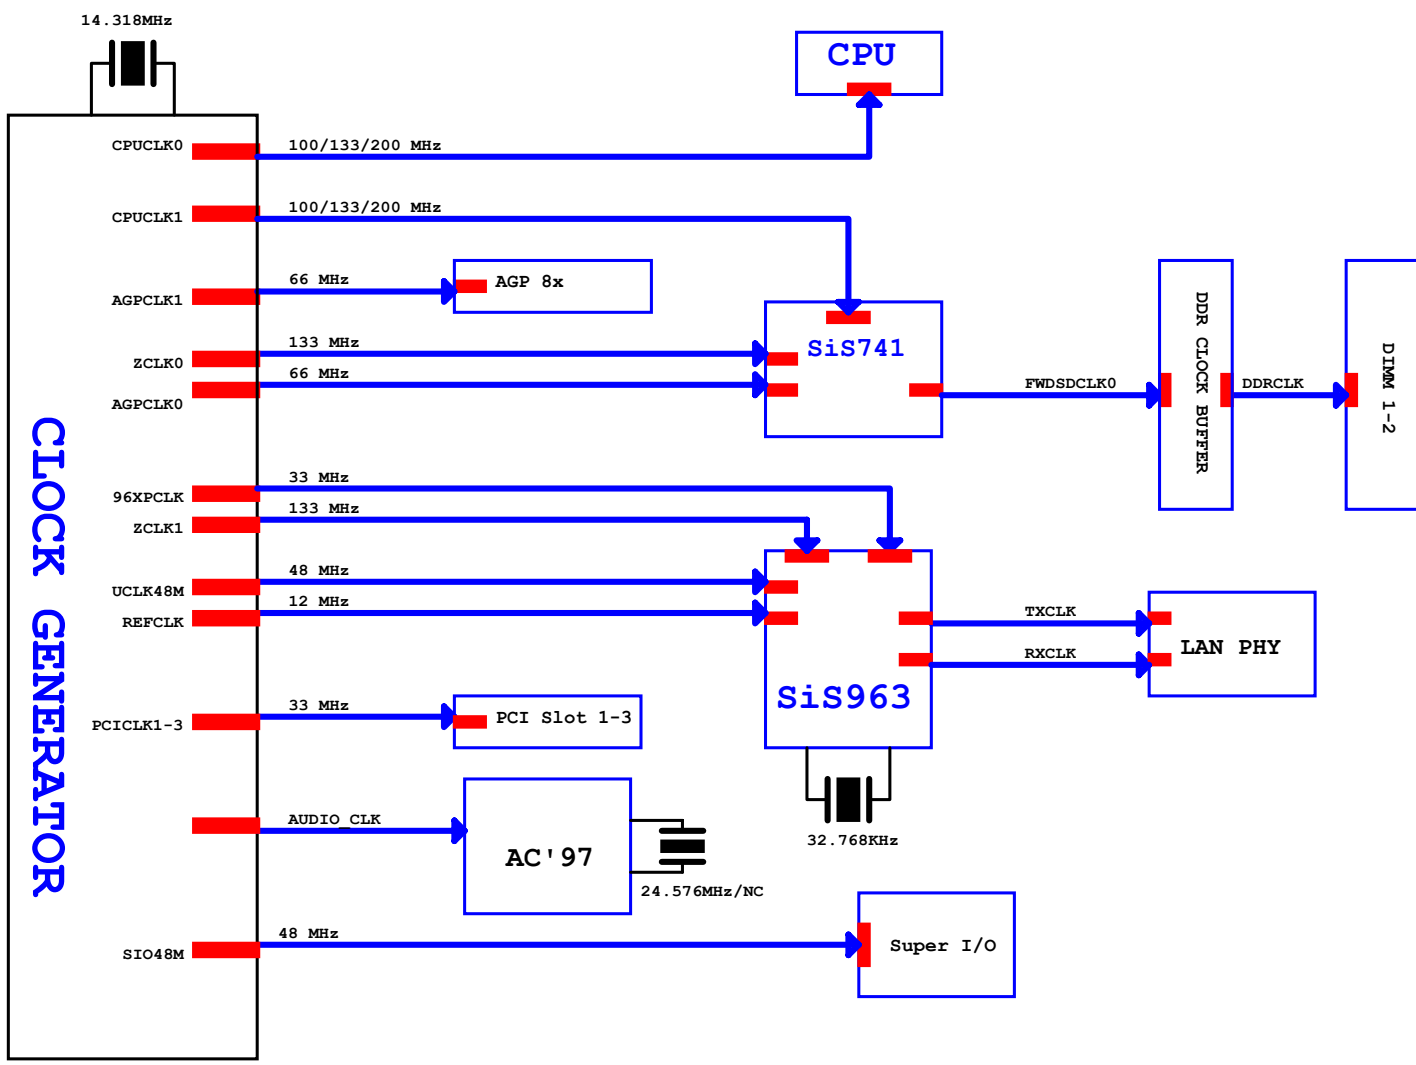 14.318MHz
CPU
CPUCLK0
100/133/200 MHz
CPUCLK1
100/133/200 MHz
AGPCLK1
66 MHz
AGP 8x
ZCLK0
133 MHz
SiS741
AGPCLK0
66 MHz
FWDSDCLK0
DDR CLOCK BUFFER
DDRCLK
DIMM 1-2
CLOCK GENERATOR
96XPCLK
33 MHz
ZCLK1
133 MHz
UCLK48M
48 MHz
REFCLK
12 MHz
TXCLK
RXCLK
LAN PHY
SiS963
PCICLK1-3
33 MHz
PCI Slot 1-3
32.768KHz
AUDIO_CLK
AC'97
24.576MHz/NC
SIO48M
48 MHz
Super I/O